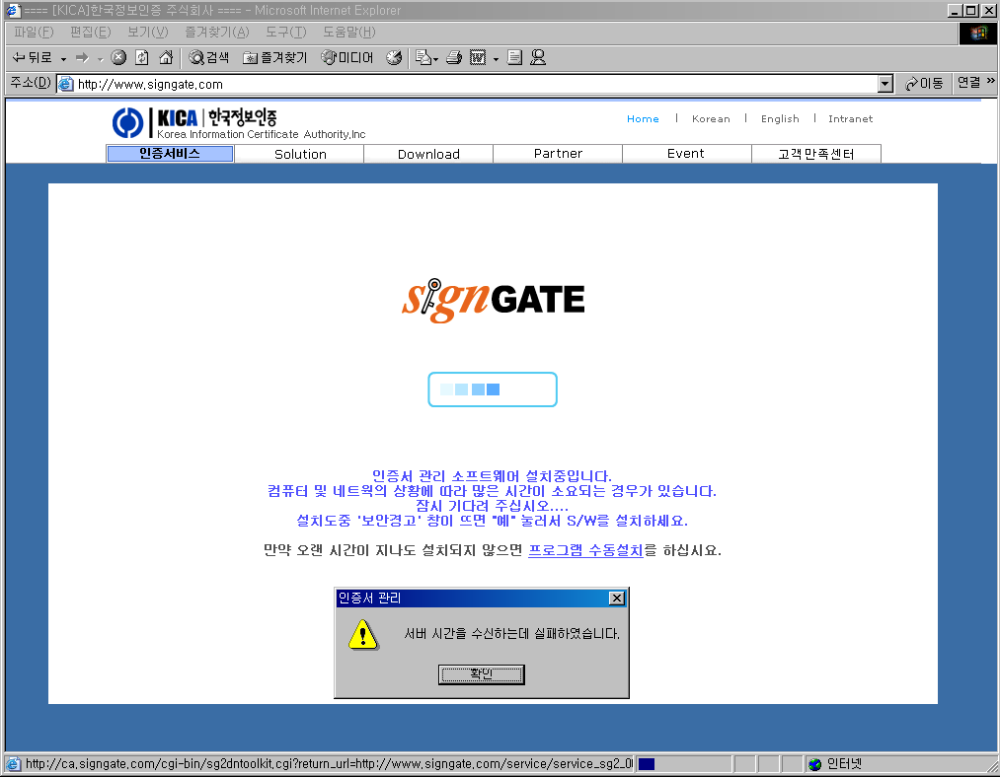 ==== [KICA]한국정보인증 주식회사 ==== - Microsoft Internet Explorer
파일(F) 편집(E) 보기(V) 즐겨찾기(A) 도구(T) 도움말(H)
뒤로 검색 즐겨찾기 미디어
주소(D) http://www.signgate.com 이동 연결 »
KICA 한국정보인증
Korea Information Certificate Authority,Inc
Home | Korean | English | Intranet
인증서비스 Solution Download Partner Event 고객만족센터
signGATE
인증서 관리 소프트웨어 설치중입니다.
컴퓨터 및 네트웍의 상황에 따라 많은 시간이 소요되는 경우가 있습니다.
잠시 기다려 주십시오....
설치도중 '보안경고' 창이 뜨면 "예" 눌러서 S/W를 설치하세요.
만약 오랜 시간이 지나도 설치되지 않으면 프로그램 수동설치를 하십시요.
인증서 관리
서버 시간을 수신하는데 실패하였습니다.
확인
http://ca.signgate.com/cgi-bin/sg2dntoolkit.cgi?return_url=http://www.signgate.com/service/service_sg2_0 인터넷